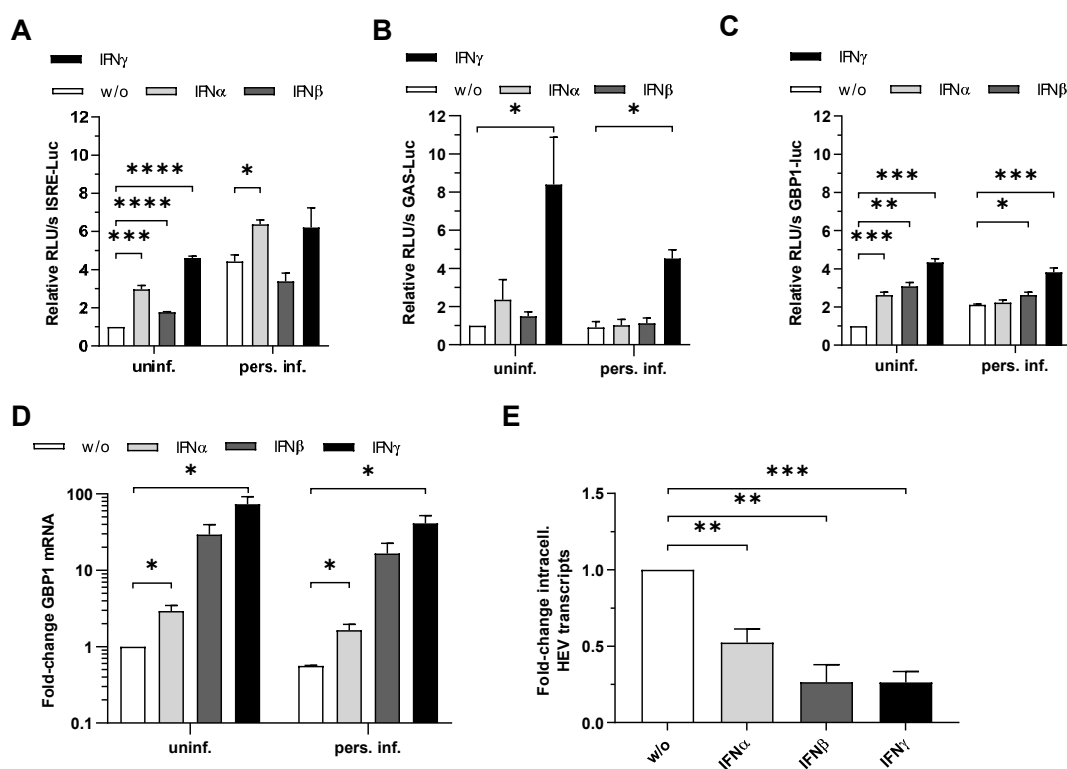 A
IFNγ
w/o IFNα IFNβ
Relative RLU/s ISRE-Luc
12
10
8
6
4
2
0
****
****
***
*
uninf. pers. inf.
B
IFNγ
w/o IFNα IFNβ
Relative RLU/s GAS-Luc
12
10
8
6
4
2
0
* *
uninf. pers. inf.
C
IFNγ
w/o IFNα IFNβ
Relative RLU/s GBP1-luc
12
10
8
6
4
2
0
*** ***
** *
***
uninf. pers. inf.
D
w/o IFNα IFNβ IFNγ
Fold-change GBP1 mRNA
100
10
1
0.1
* *
* *
uninf. pers. inf.
E
Fold-change intracell.
HEV transcripts
1.5
1.0
0.5
0.0
***
**
**
w/o IFNα IFNβ IFNγ